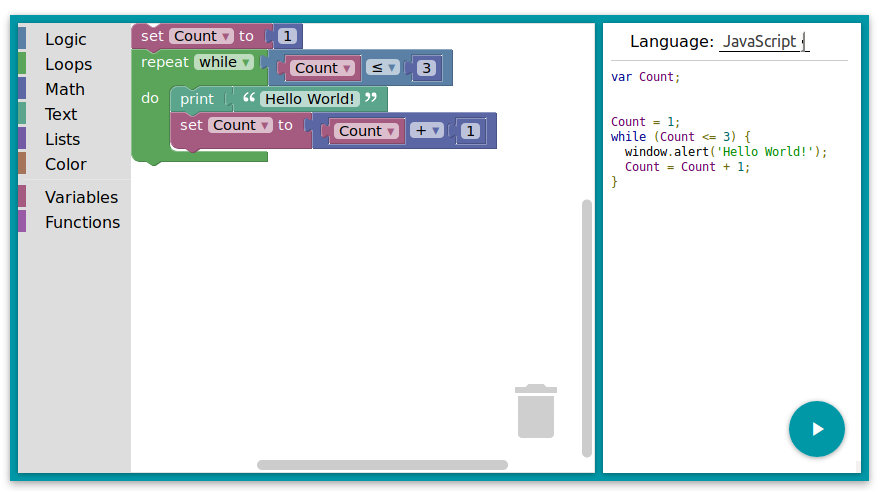 Logic
Loops
Math
Text
Lists
Color
Variables
Functions
set Count ▾ to 1
repeat while ▾ Count ▾ ≤ ▾ 3
do print “ Hello World! ”
set Count ▾ to Count ▾ + ▾ 1
Language: JavaScript
var Count;
Count = 1;
while (Count <= 3) {
  window.alert('Hello World!');
  Count = Count + 1;
}